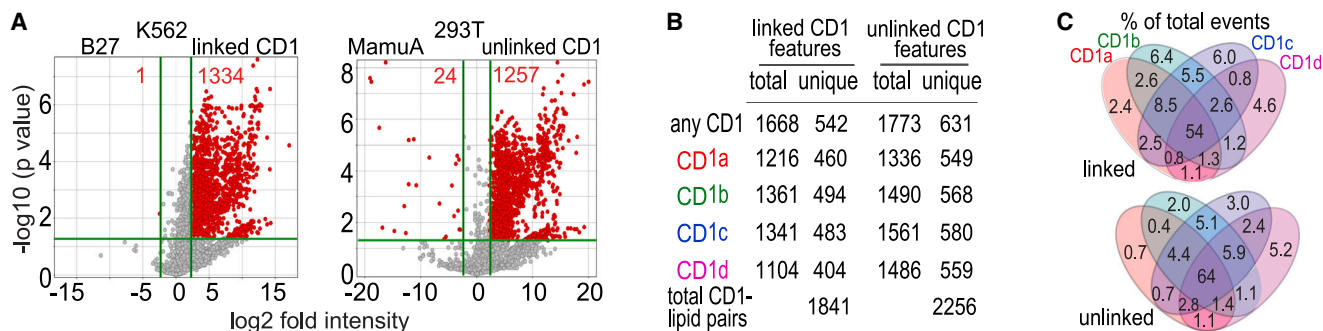 A
K562
B27
linked CD1
1
1334
-log10 (p value)
6
4
2
0
-15
-5
0
5
15
293T
MamuA
unlinked CD1
24
1257
8
6
4
2
0
-20
-10
0
10
20
log2 fold intensity
B
linked CD1 unlinked CD1
features features
total unique total unique
any CD1 1668 542 1773 631
CD1a 1216 460 1336 549
CD1b 1361 494 1490 568
CD1c 1341 483 1561 580
CD1d 1104 404 1486 559
total CD1-
lipid pairs 1841 2256
C
% of total events
CD1b CD1c
CD1a CD1d
6.4 6.0
2.6 5.5 0.8
2.4 8.5 2.6 4.6
54
2.5 1.2
0.8 1.3
1.1
linked
2.0 3.0
0.4 5.1 2.4
0.7 4.4 5.9 5.2
64
0.7 1.1
2.8 1.4
1.1
unlinked